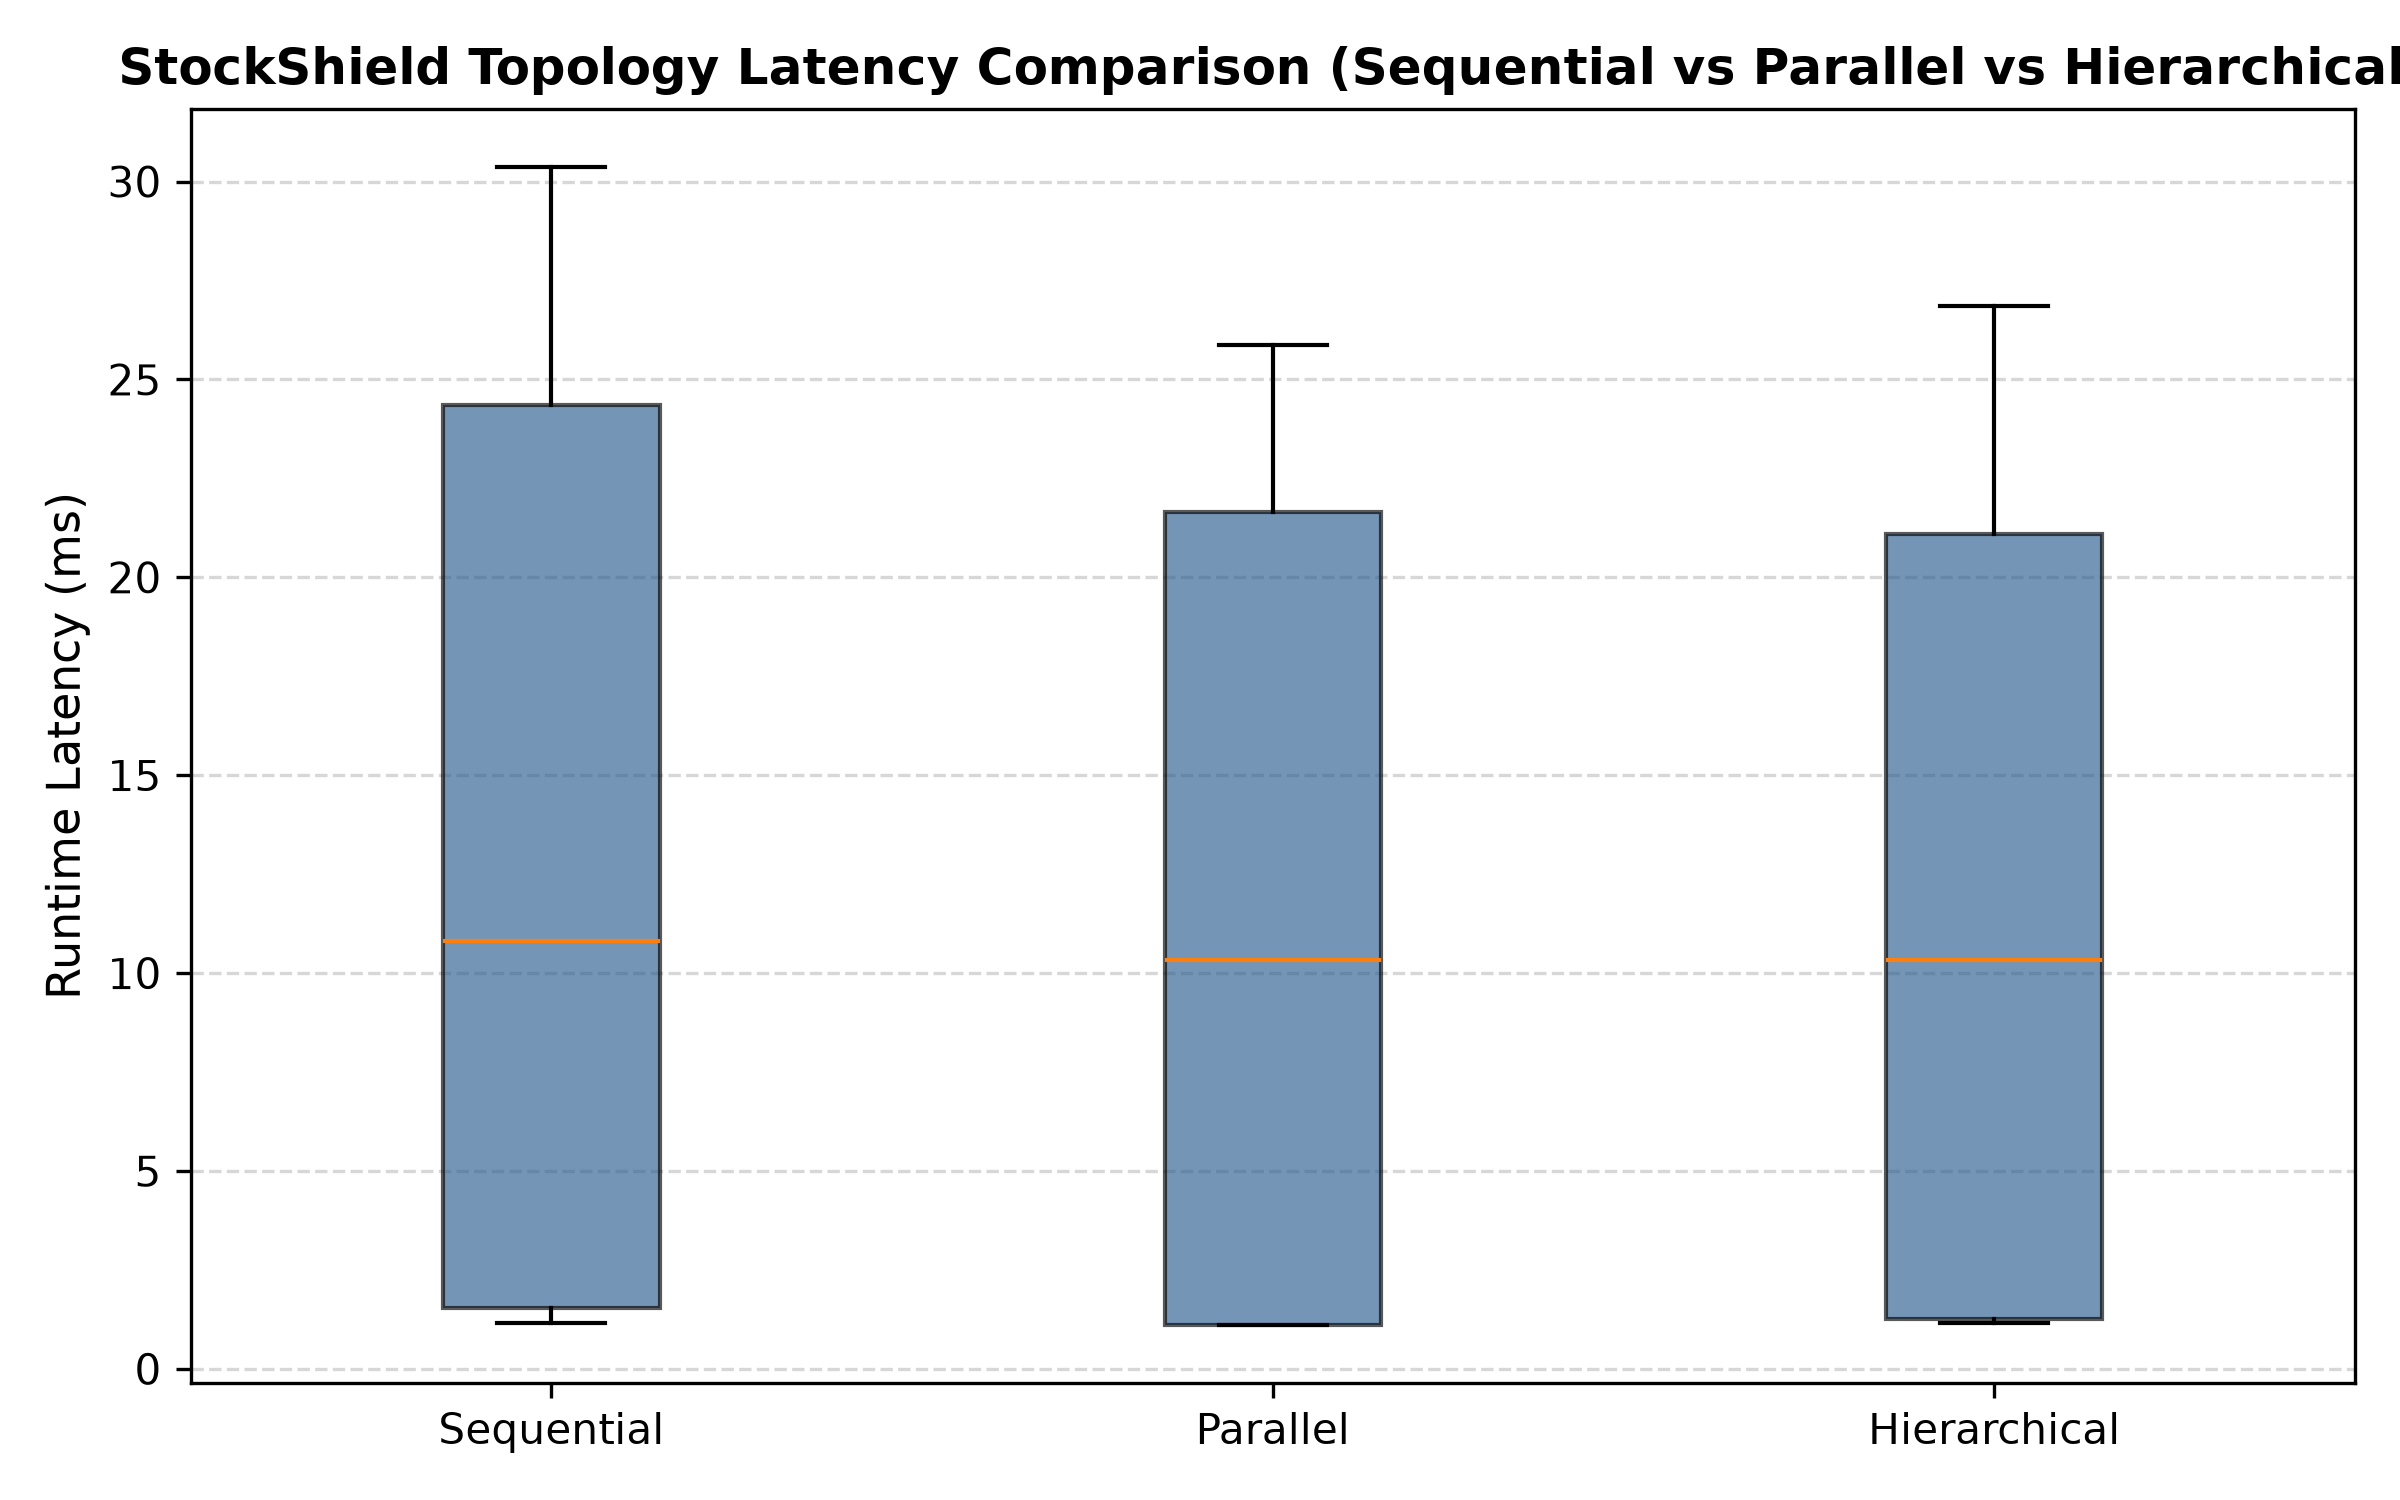 StockShield Topology Latency Comparison (Sequential vs Parallel vs Hierarchical
Runtime Latency (ms)
30
25
20
15
10
5
0
Sequential Parallel Hierarchical